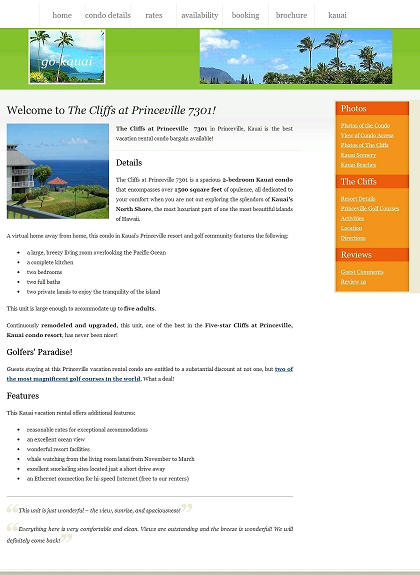 home condo details rates availability booking brochure kauai
go-kauai
Welcome to The Cliffs at Princeville 7301!
The Cliffs at Princeville 7301 in Princeville, Kauai is the best
vacation rental condo bargain available!
Details
The Cliffs at Princeville 7301 is a spacious 2-bedroom Kauai condo
that encompasses over 1500 square feet of opulence, all dedicated to
your comfort when you are not out exploring the splendors of Kauai's
North Shore, the most luxuriant part of one the most beautiful islands
of Hawaii.
A virtual home away from home, this condo in Kauai's Princeville resort and golf community features the following:
• a large, breezy living room overlooking the Pacific Ocean
• a complete kitchen
• two bedrooms
• two full baths
• two private lanais to enjoy the tranquility of the island
This unit is large enough to accommodate up to five adults.
Continuously remodeled and upgraded, this unit, one of the best in the Five-star Cliffs at Princeville,
Kauai condo resort, has never been nicer!
Golfers' Paradise!
Guests staying at this Princeville vacation rental condo are entitled to a substantial discount at not one, but two of
the most magnificent golf courses in the world. What a deal!
Features
This Kauai vacation rental offers additional features:
• reasonable rates for exceptional accommodations
• an excellent ocean view
• wonderful resort facilities
• whale watching from the living room lanai from November to March
• excellent snorkeling sites located just a short drive away
• an Ethernet connection for hi-speed Internet (free to our renters)
“This unit is just wonderful – the view, sunrise, and spaciousness!”
“Everything here is very comfortable and clean. Views are outstanding and the breeze is wonderful! We will
definitely come back!”
Photos
Photos of the Condo
View of Condo Access
Photos of The Cliffs
Kauai Scenery
Kauai Beaches
The Cliffs
Resort Details
Princeville Golf Courses
Activities
Location
Directions
Reviews
Guest Comments
Review us